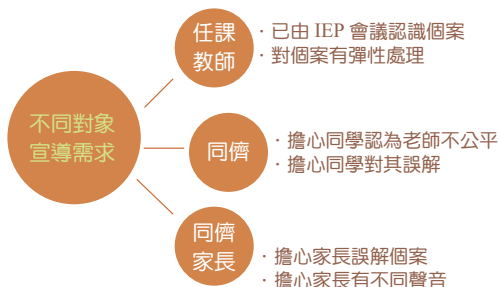 不同對象
宣導需求
任課
教師
· 已由 IEP 會議認識個案
· 對個案有彈性處理
同儕
· 擔心同學認為老師不公平
· 擔心同學對其誤解
同儕
家長
· 擔心家長誤解個案
· 擔心家長有不同聲音